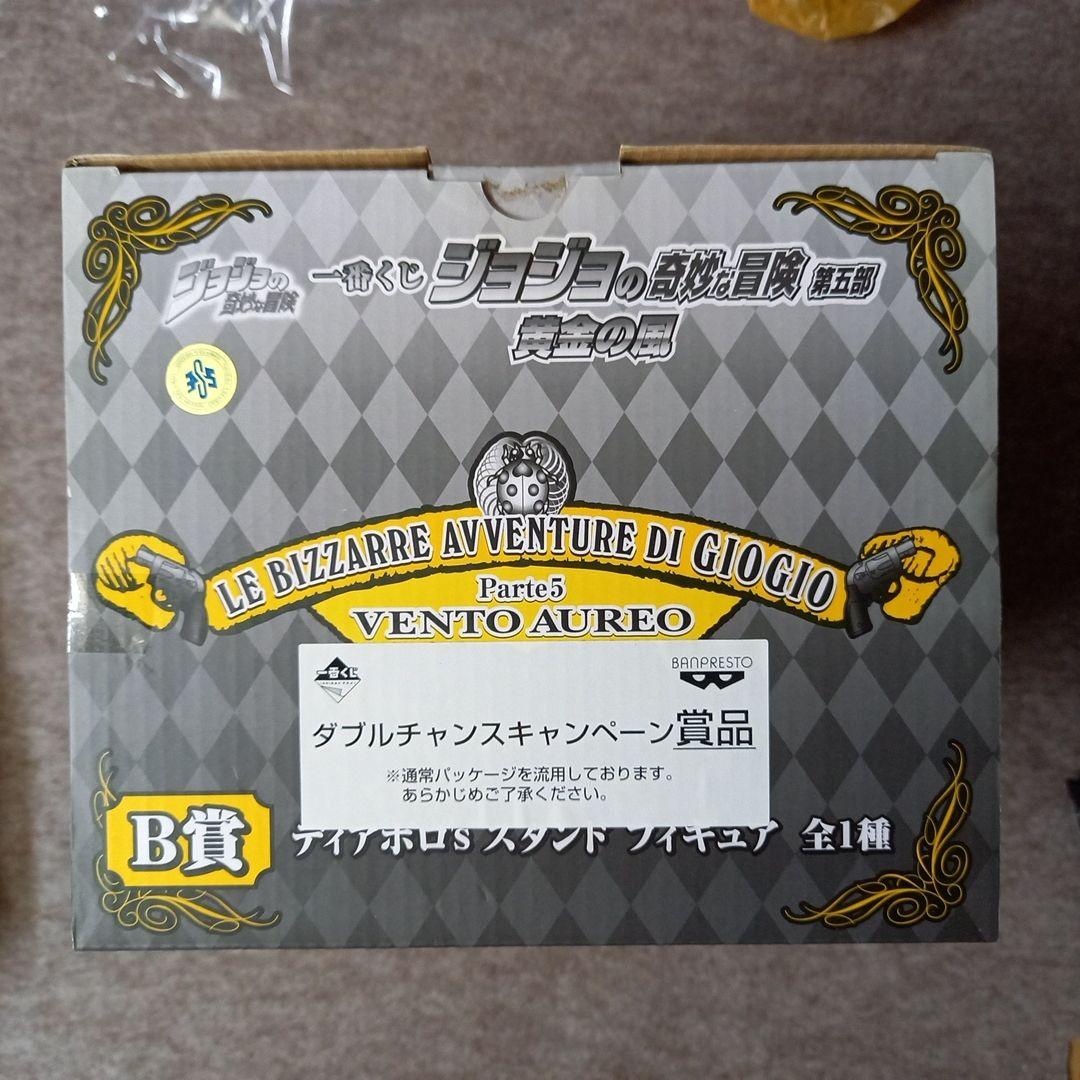 ジョジョの
奇妙な冒険
一番くじ ジョジョの奇妙な冒険 第五部
黄金の風
LE BIZZARRE AVVENTURE DI GIOGIO
Parte5
VENTO AUREO
一番くじ
BANPRESTO
ダブルチャンスキャンペーン賞品
※通常パッケージを流用しております。
あらかじめご了承ください。
B賞
ディアボロs スタンド フィギュア 全1種